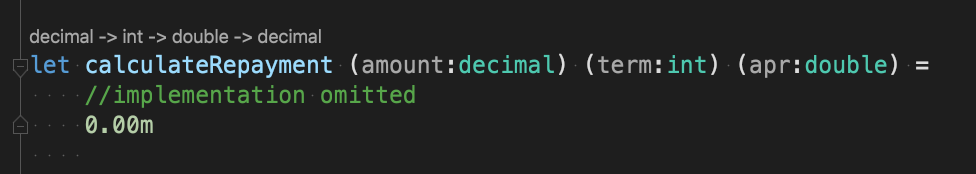 decimal -> int -> double -> decimal
let calculateRepayment (amount:decimal) (term:int) (apr:double) =
//implementation omitted
0.00m